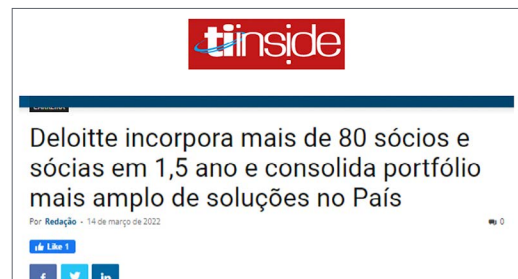 tiinside
Deloitte incorpora mais de 80 sócios e
sócias em 1,5 ano e consolida portfólio
mais amplo de soluções no País
Por Redação - 14 de março de 2022 0
Like 1
f in